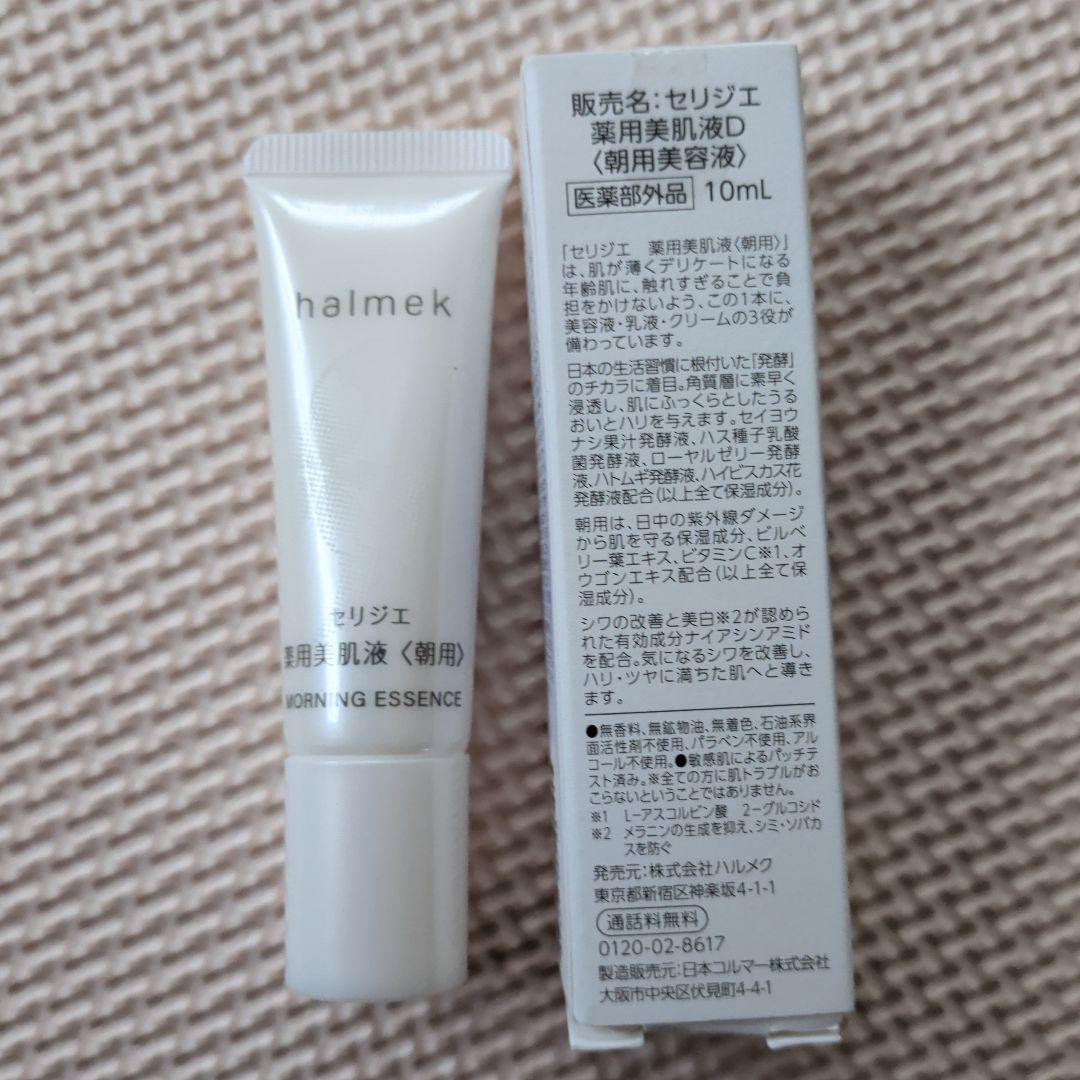 halmek
セリジエ
薬用美肌液〈朝用〉
MORNING ESSENCE
販売名:セリジエ
薬用美肌液D
〈朝用美容液〉
医薬部外品 10mL
「セリジエ 薬用美肌液〈朝用〉」
は、肌が薄くデリケートになる
年齢肌に、触れすぎることで負
担をかけないよう、この1本に、
美容液・乳液・クリームの3役が
備わっています。
日本の生活習慣に根付いた「発酵」
のチカラに着目。角質層に素早く
浸透し、肌にふっくらとしたうる
おいとハリを与えます。セイヨウ
ナシ果汁発酵液、ハス種子乳酸
菌発酵液、ローヤルゼリー発酵
液、ハトムギ発酵液、ハイビスカス花
発酵液配合(以上全て保湿成分)。
朝用は、日中の紫外線ダメージ
から肌を守る保湿成分、ビルベ
リー葉エキス、ビタミンC※1、オ
ウゴンエキス配合(以上全て保
湿成分)。
シワの改善と美白※2が認めら
れた有効成分ナイアシンアミド
を配合。気になるシワを改善し、
ハリ・ツヤに満ちた肌へと導き
ます。
●無香料、無鉱物油、無着色、石油系界
面活性剤不使用、パラベン不使用、アル
コール不使用。●敏感肌によるパッチテ
スト済み。※全ての方に肌トラブルがお
こらないということではありません。
※1 L-アスコルビン酸 2-グルコシド
※2 メラニンの生成を抑え、シミ・ソバカ
スを防ぐ
発売元:株式会社ハルメク
東京都新宿区神楽坂4-1-1
通話料無料
0120-02-8617
製造販売元:日本コルマー株式会社
大阪市中央区伏見町4-4-1